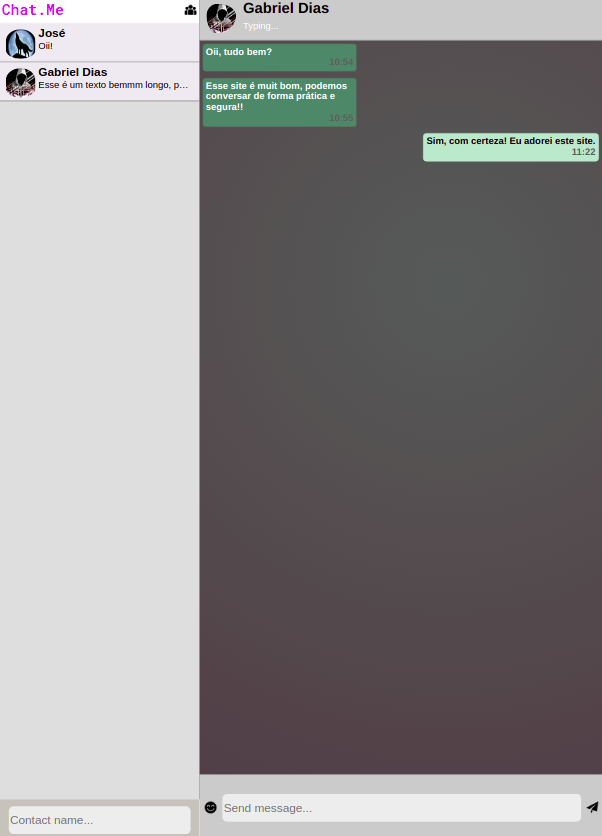 Chat.Me
José
Oii!
Gabriel Dias
Esse é um texto bemmm longo, p...
Contact name...
Gabriel Dias
Typing...
Oii, tudo bem?
10:54
Esse site é muit bom, podemos
conversar de forma prática e
segura!!
10:55
Sim, com certeza! Eu adorei este site.
11:22
Send message...